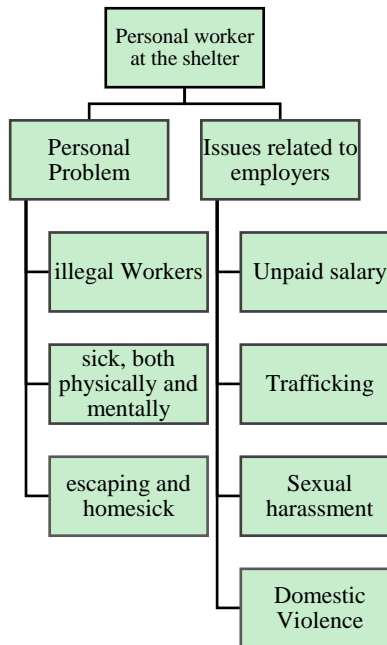 Personal worker
at the shelter
Personal
Problem
illegal Workers
sick, both
physically and
mentally
escaping and
homesick
Issues related to
employers
Unpaid salary
Trafficking
Sexual
harassment
Domestic
Violence